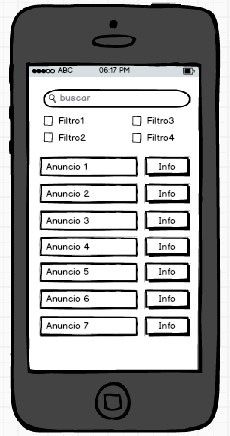 ABC 06:17 PM
buscar
Filtro1 Filtro3
Filtro2 Filtro4
Anuncio 1 Info
Anuncio 2 Info
Anuncio 3 Info
Anuncio 4 Info
Anuncio 5 Info
Anuncio 6 Info
Anuncio 7 Info